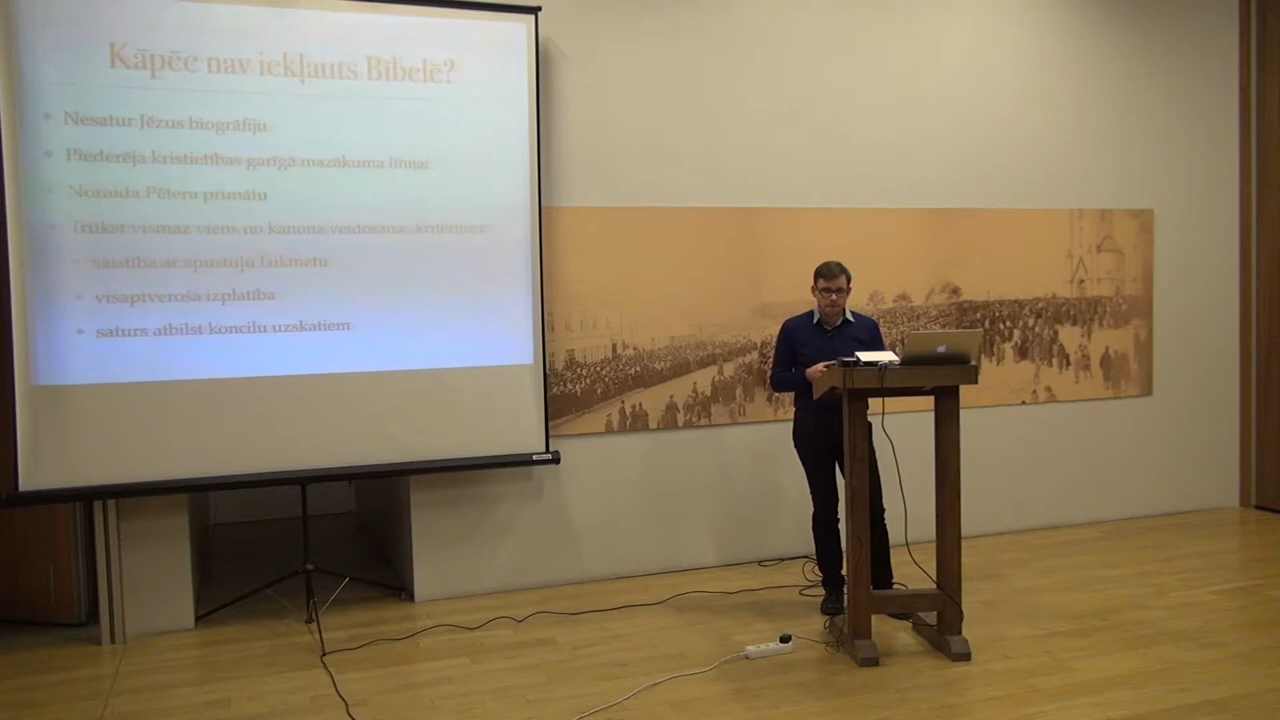 Kāpēc nav iekļauts Bībelē?
Nesatur Jēzus biogrāfiju
Piederēja kristietības garīgā mazākuma līnijai
Noraida Pētera primātu
Trūkst vismaz viens no kanona veidošanas kritērijiem
saistība ar apustuļu laikmetu
visaptveroša izplatība
saturs atbilst koncilu uzskatiem